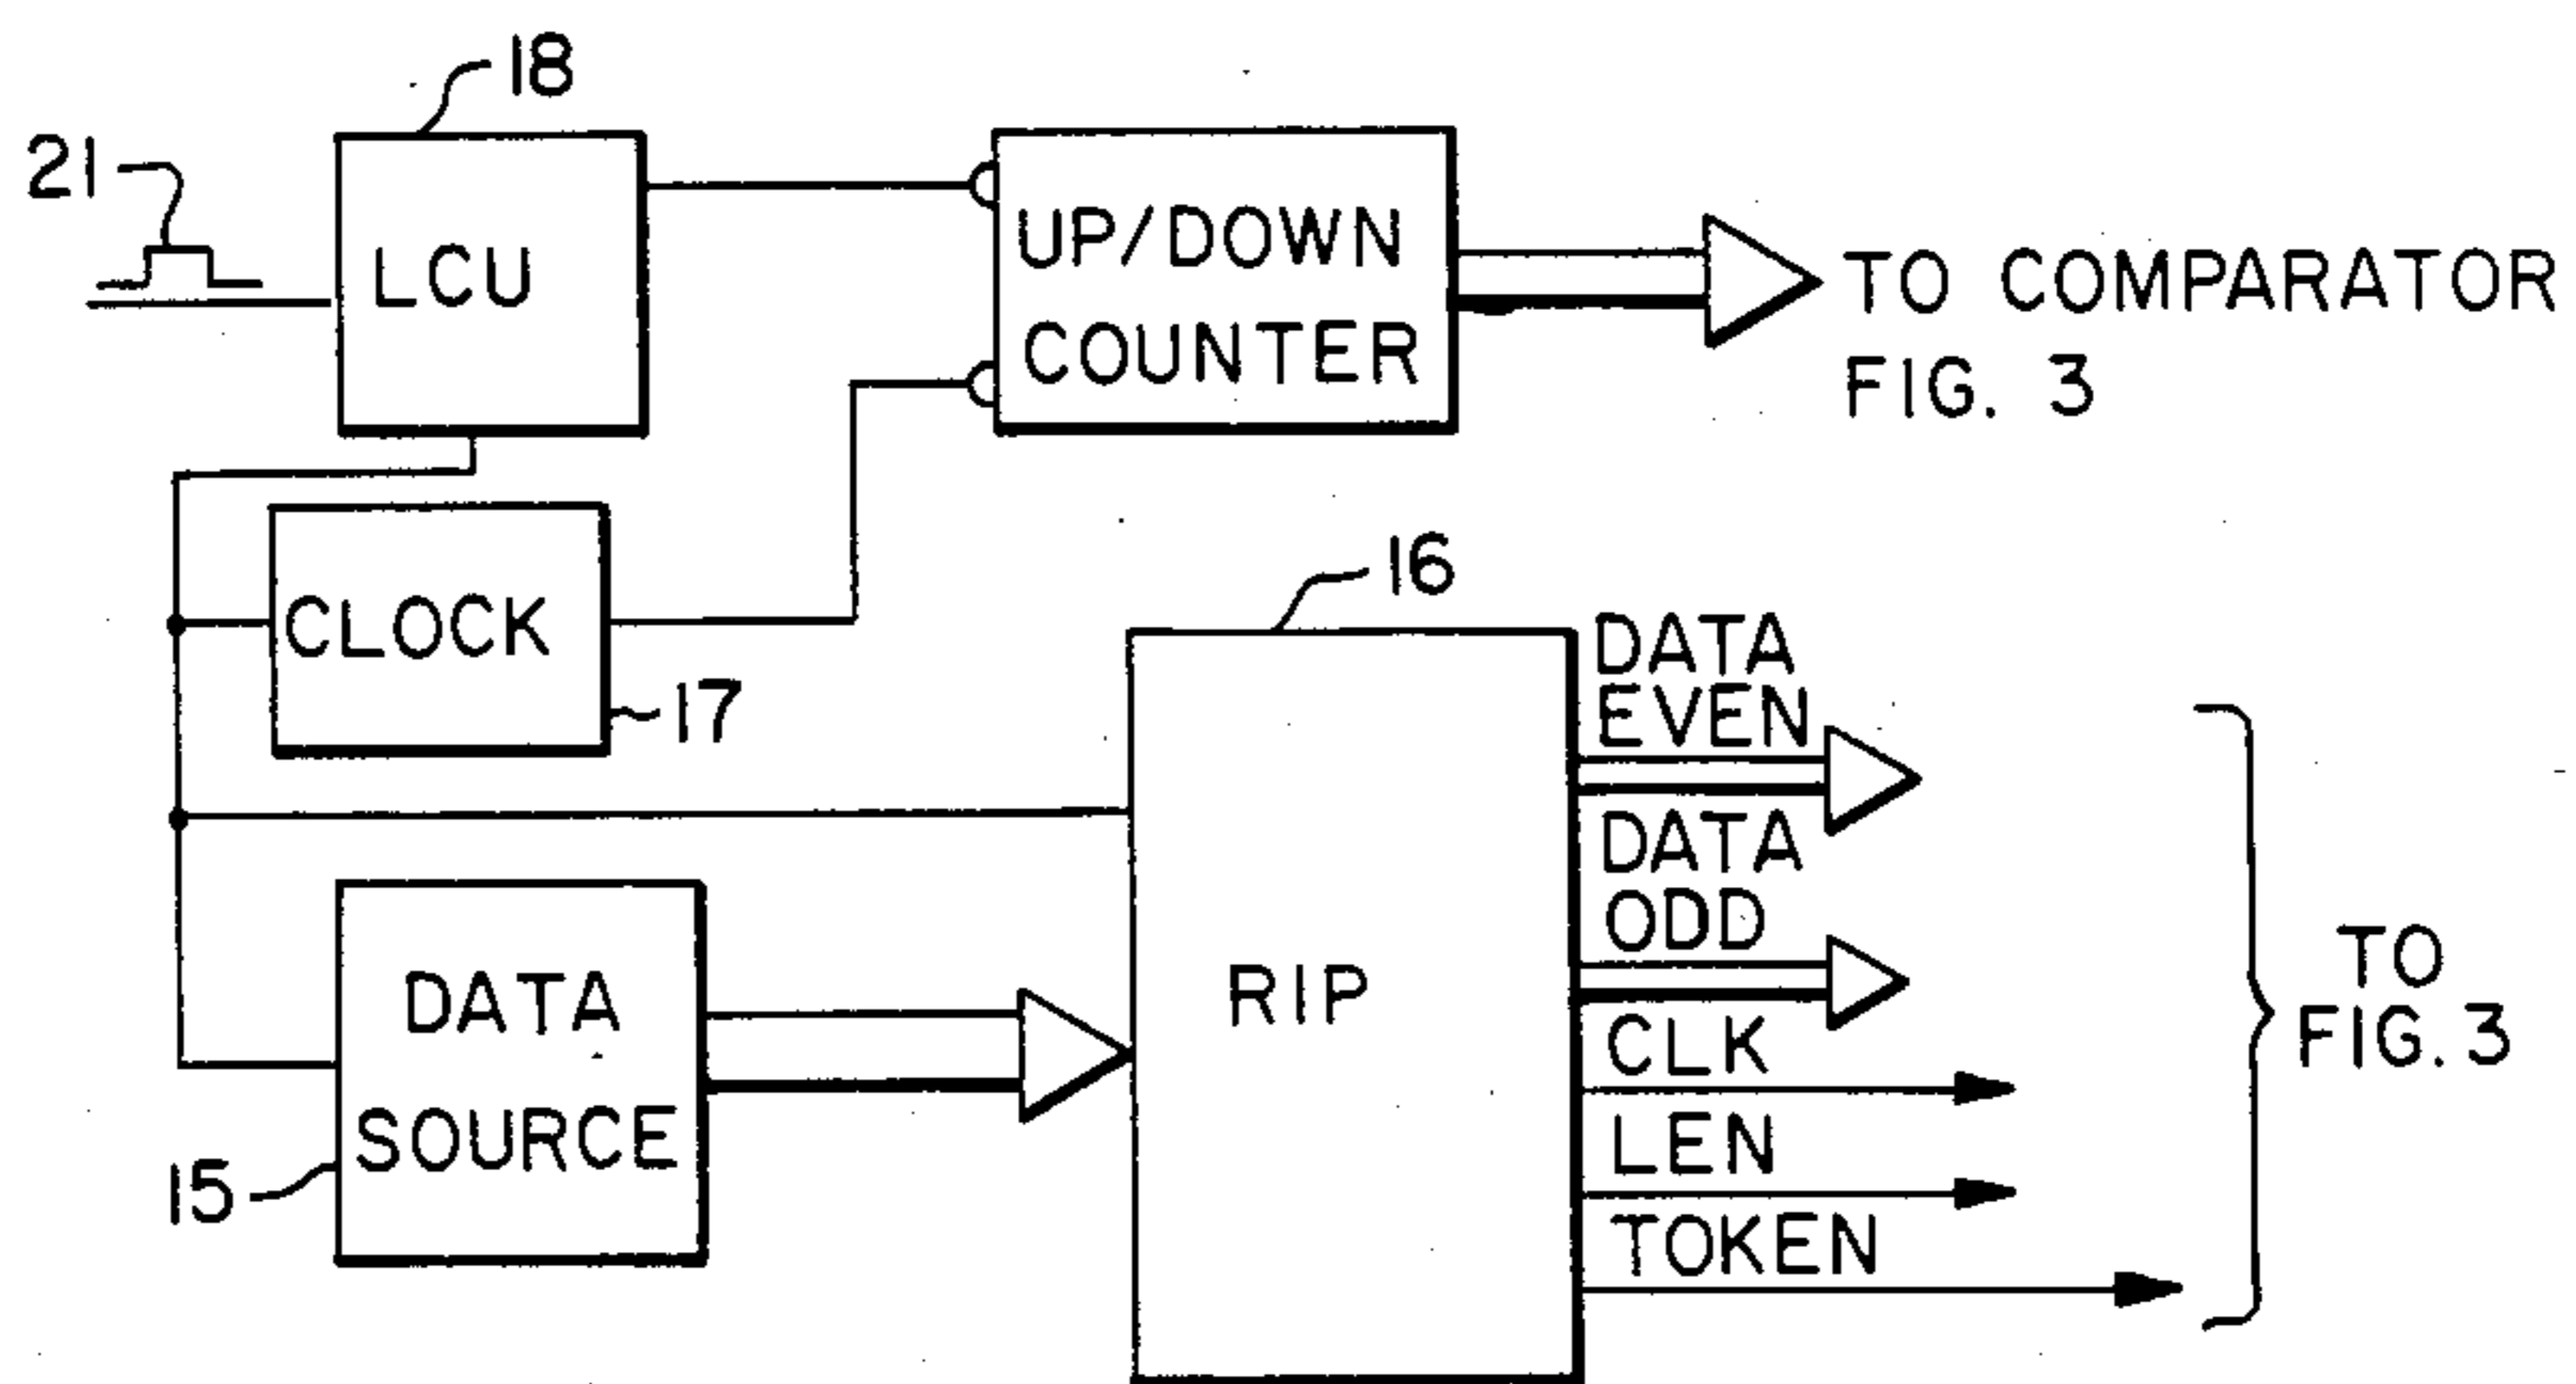 18
21
LCU
UP/DOWN
COUNTER
TO COMPARATOR
FIG. 3
CLOCK
17
16
RIP
DATA
EVEN
DATA
ODD
CLK
LEN
TOKEN
TO
FIG. 3
DATA
SOURCE
15